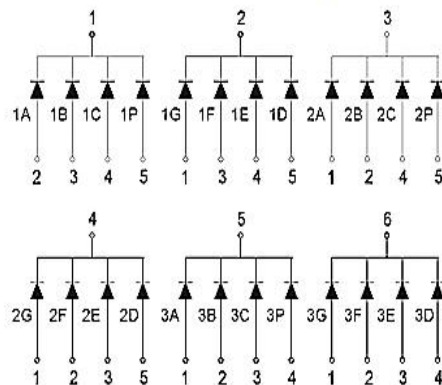 1 2 3
1A 1B 1C 1P 1G 1F 1E 1D 2A 2B 2C 2P
2 3 4 5 1 3 4 5 1 2 4 5
4 5 6
2G 2F 2E 2D 3A 3B 3C 3P 3G 3F 3E 3D
1 2 3 5 1 2 3 4 1 2 3 4